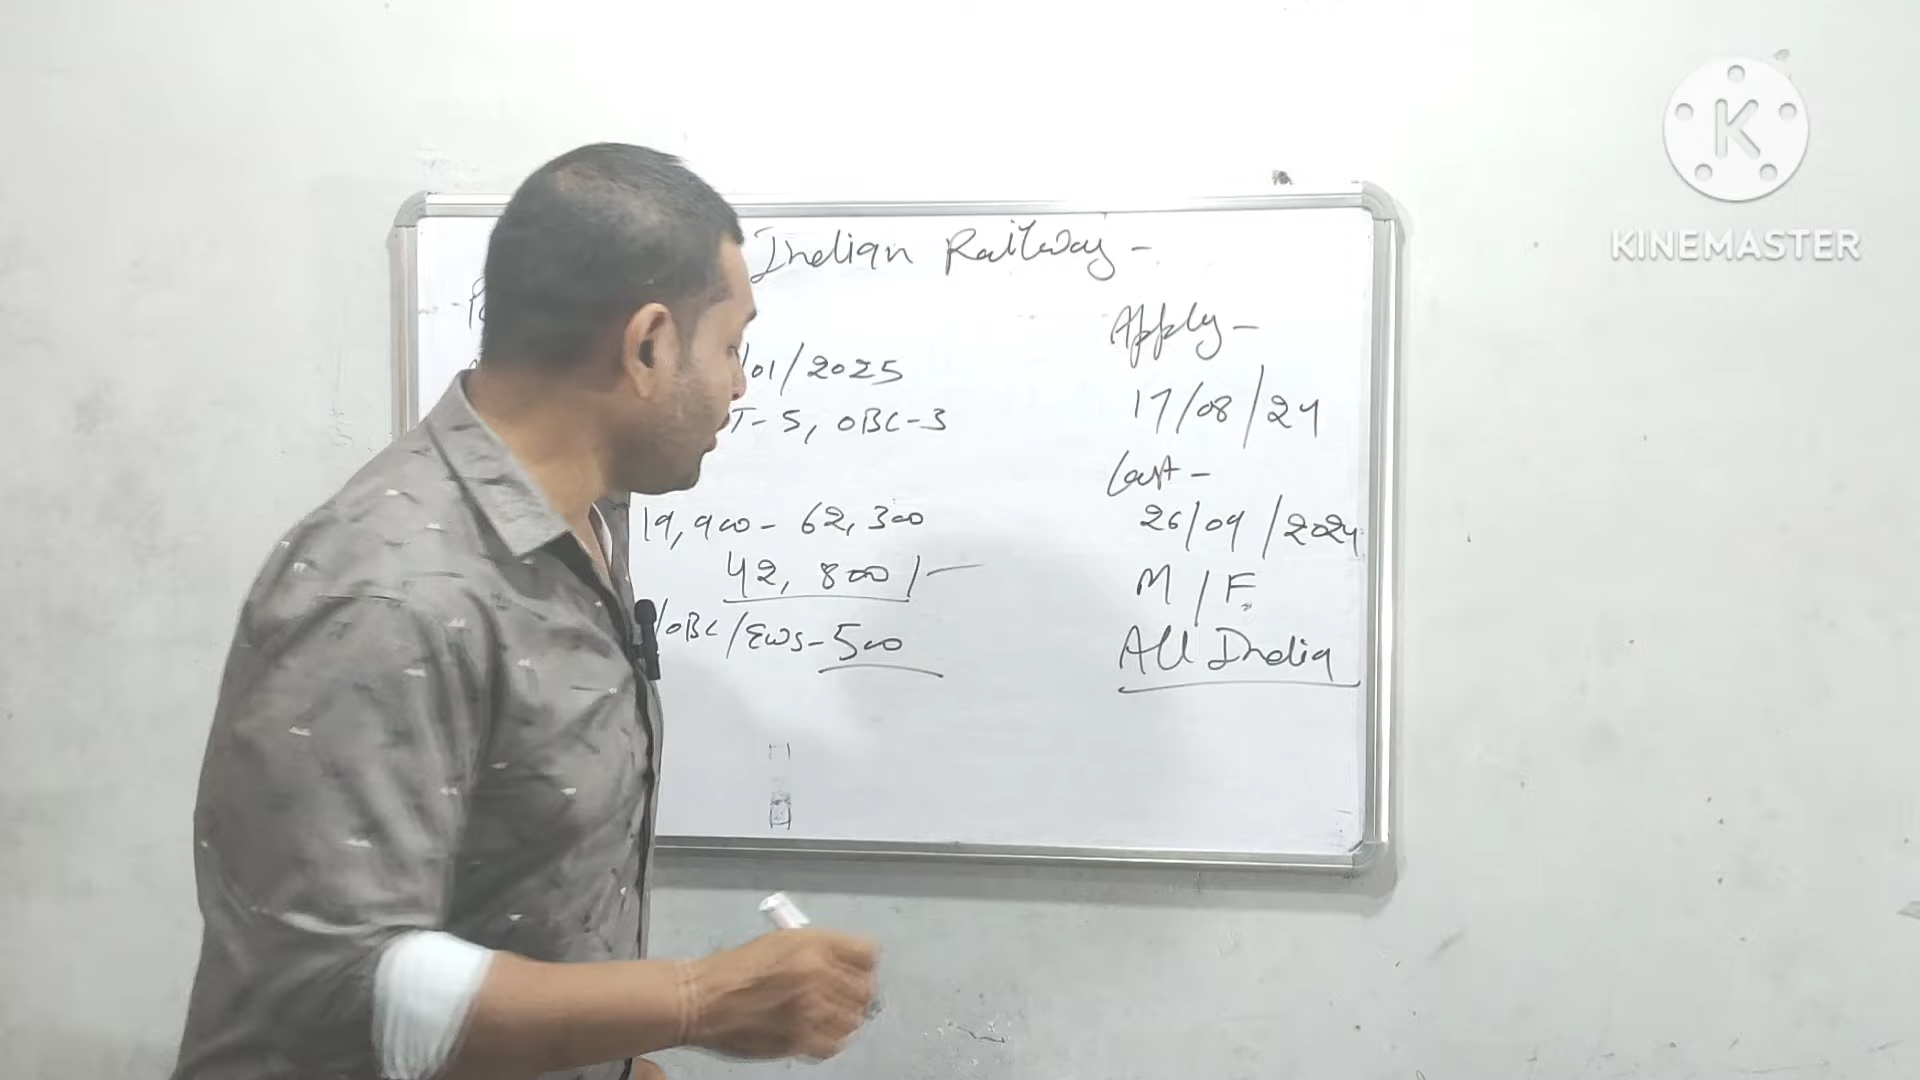 Indian Railway -
/01/2025
T-5, OBC-3
19,900 - 62,300
42,800/-
/OBC/EWS-500
Apply -
17/08/24
Last -
26/09/2024
M/F
All India
K
KINEMASTER